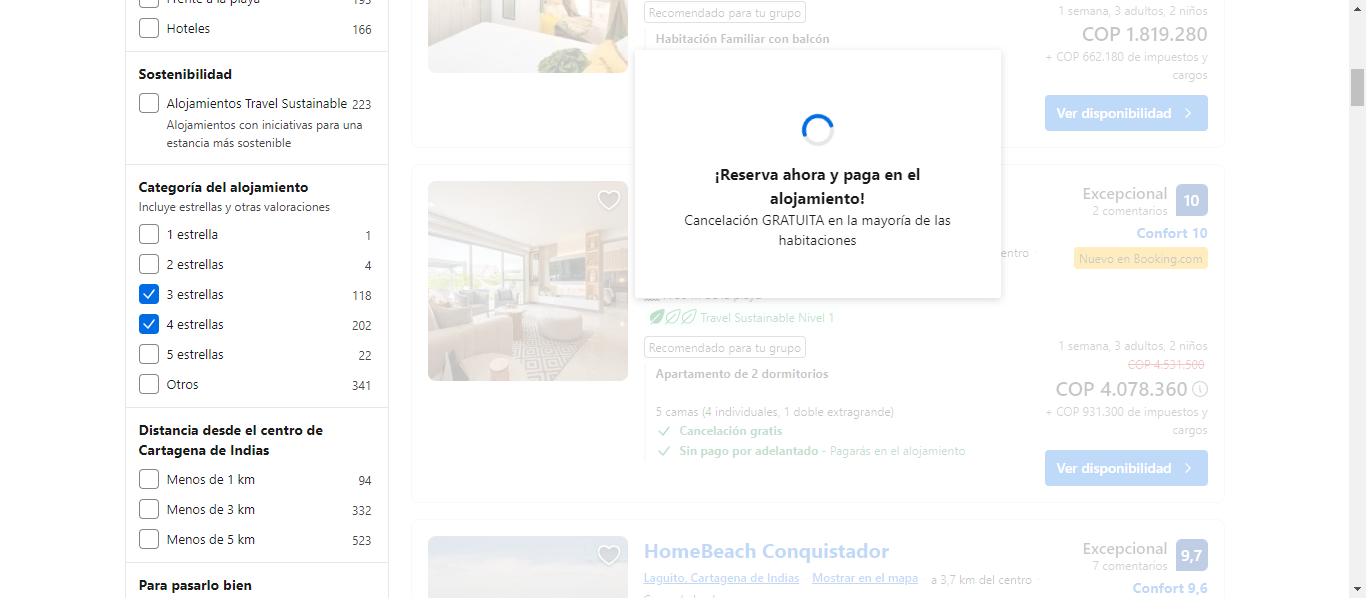 Frente a la playa 193
Hoteles 166
Sostenibilidad
Alojamientos Travel Sustainable 223
Alojamientos con iniciativas para una
estancia más sostenible
Categoría del alojamiento
Incluye estrellas y otras valoraciones
1 estrella 1
2 estrellas 4
3 estrellas 118
4 estrellas 202
5 estrellas 22
Otros 341
Distancia desde el centro de
Cartagena de Indias
Menos de 1 km 94
Menos de 3 km 332
Menos de 5 km 523
Para pasarlo bien
Recomendado para tu grupo
Habitación Familiar con balcón
1 semana, 3 adultos, 2 niños
COP 1.819.280
+ COP 662.180 de impuestos y
cargos
Ver disponibilidad
¡Reserva ahora y paga en el
alojamiento!
Cancelación GRATUITA en la mayoría de las
habitaciones
Excepcional 10
2 comentarios
Confort 10
entro
Nuevo en Booking.com
Travel Sustainable Nivel 1
Recomendado para tu grupo
Apartamento de 2 dormitorios
5 camas (4 individuales, 1 doble extragrande)
Cancelación gratis
Sin pago por adelantado - Pagarás en el alojamiento
1 semana, 3 adultos, 2 niños
COP 4.531.500
COP 4.078.360
+ COP 931.300 de impuestos y
cargos
Ver disponibilidad
HomeBeach Conquistador
Laguito, Cartagena de Indias Mostrar en el mapa a 3,7 km del centro
Excepcional 9,7
7 comentarios
Confort 9,6